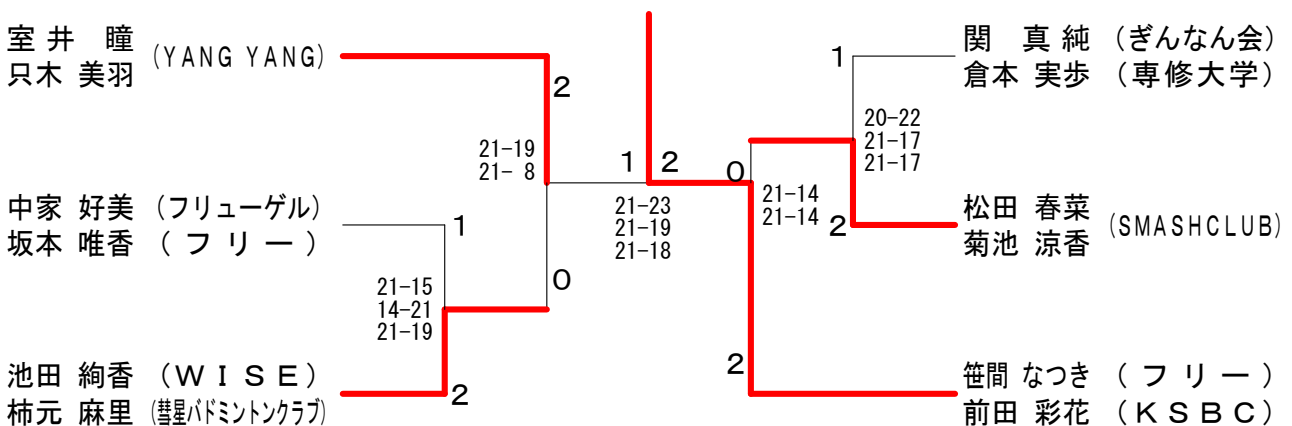 室井 瞳 (YANG YANG)
只木 美羽
2
21-19
21- 8
中家 好美 (フリューゲル)
坂本 唯香 (フリー)
1
21-15
14-21
21-19
0
池田 絢香 (WISE)
柿元 麻里 (彗星バドミントンクラブ)
2
1 2
21-23
21-19
21-18
0
21-14
21-14
関 真純 (ぎんなん会)
倉本 実歩 (専修大学)
1
20-22
21-17
21-17
松田 春菜 (SMASHCLUB)
菊池 涼香
2
笹間 なつき (フリー)
前田 彩花 (KSBC)
2